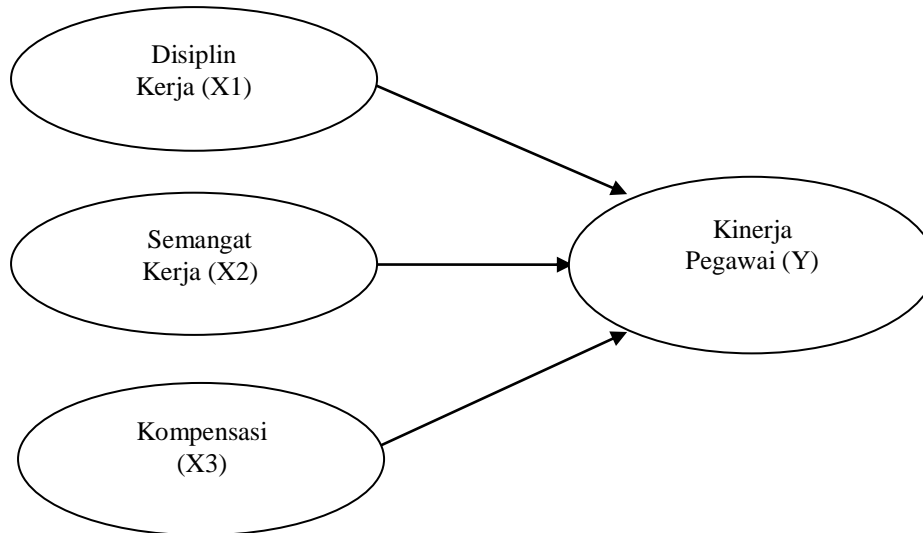 Disiplin
Kerja (X1)
Semangat
Kerja (X2)
Kinerja
Pegawai (Y)
Kompensasi
(X3)